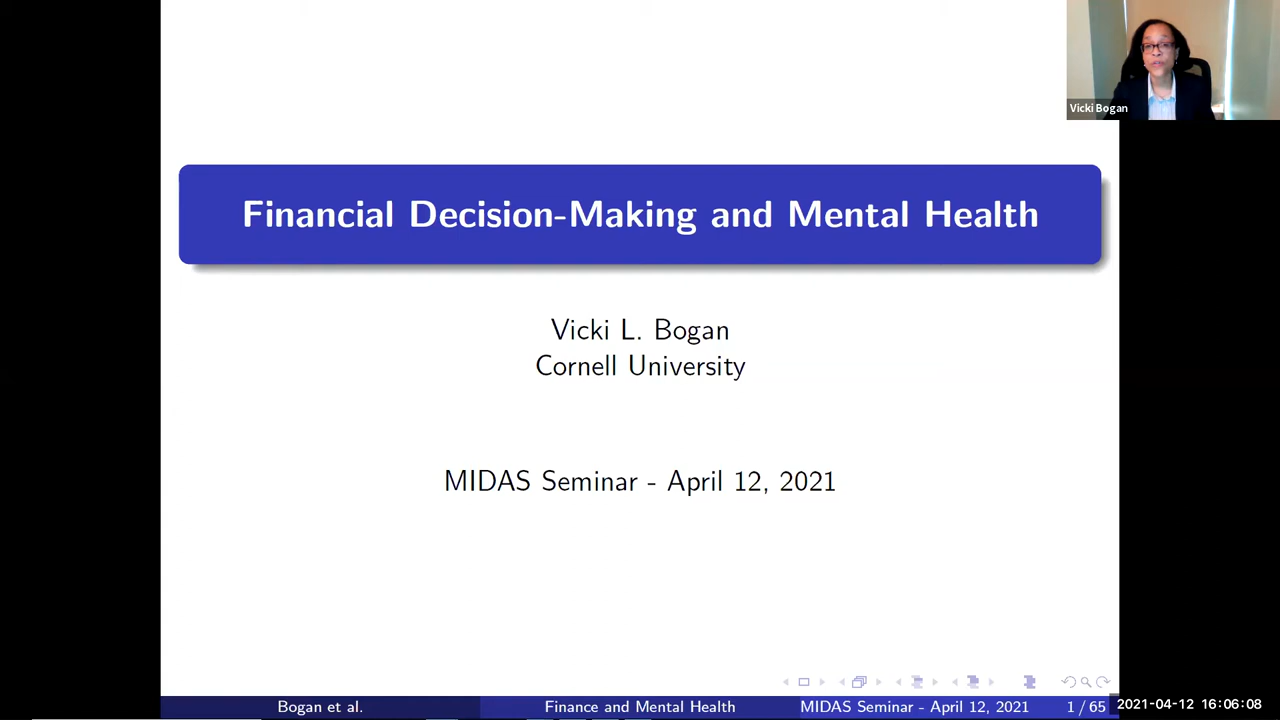 Vicki Bogan
Financial Decision-Making and Mental Health
Vicki L. Bogan
Cornell University
MIDAS Seminar - April 12, 2021
Bogan et al.
Finance and Mental Health
MIDAS Seminar - April 12, 2021
1 / 65
2021-04-12 16:06:08